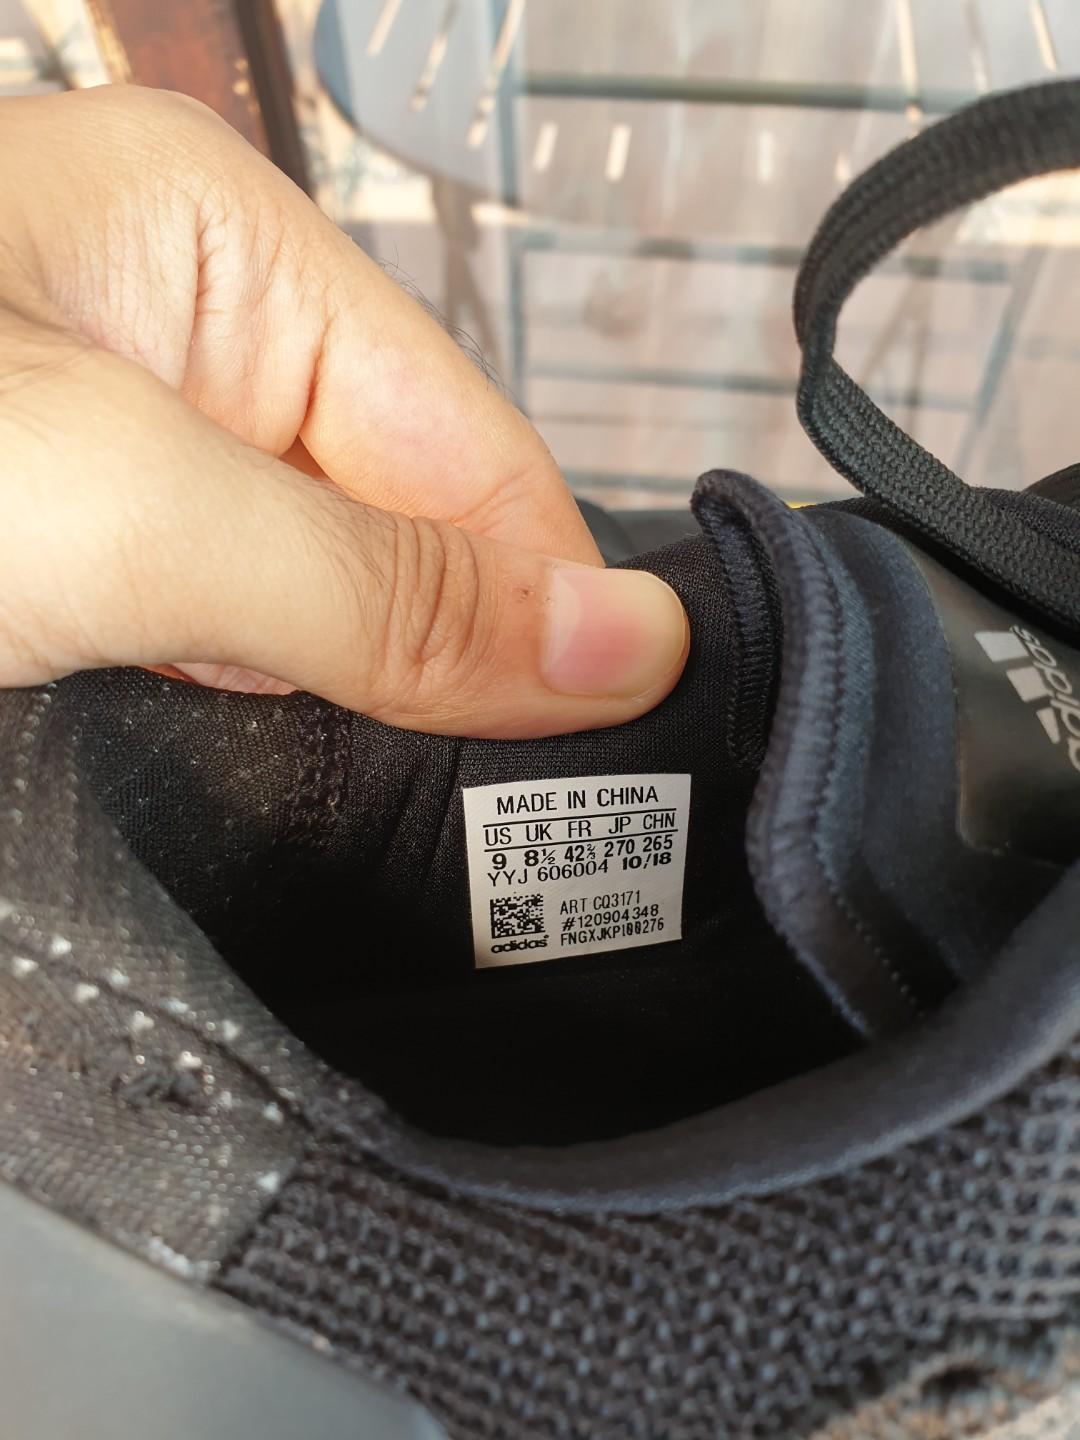 MADE IN CHINA
US UK FR JP CHN
9 8½ 42⅔ 270 265
YYJ 606004 10/18
ART CQ3171
#120904348
FNGXJKP100276
adidas
adidas